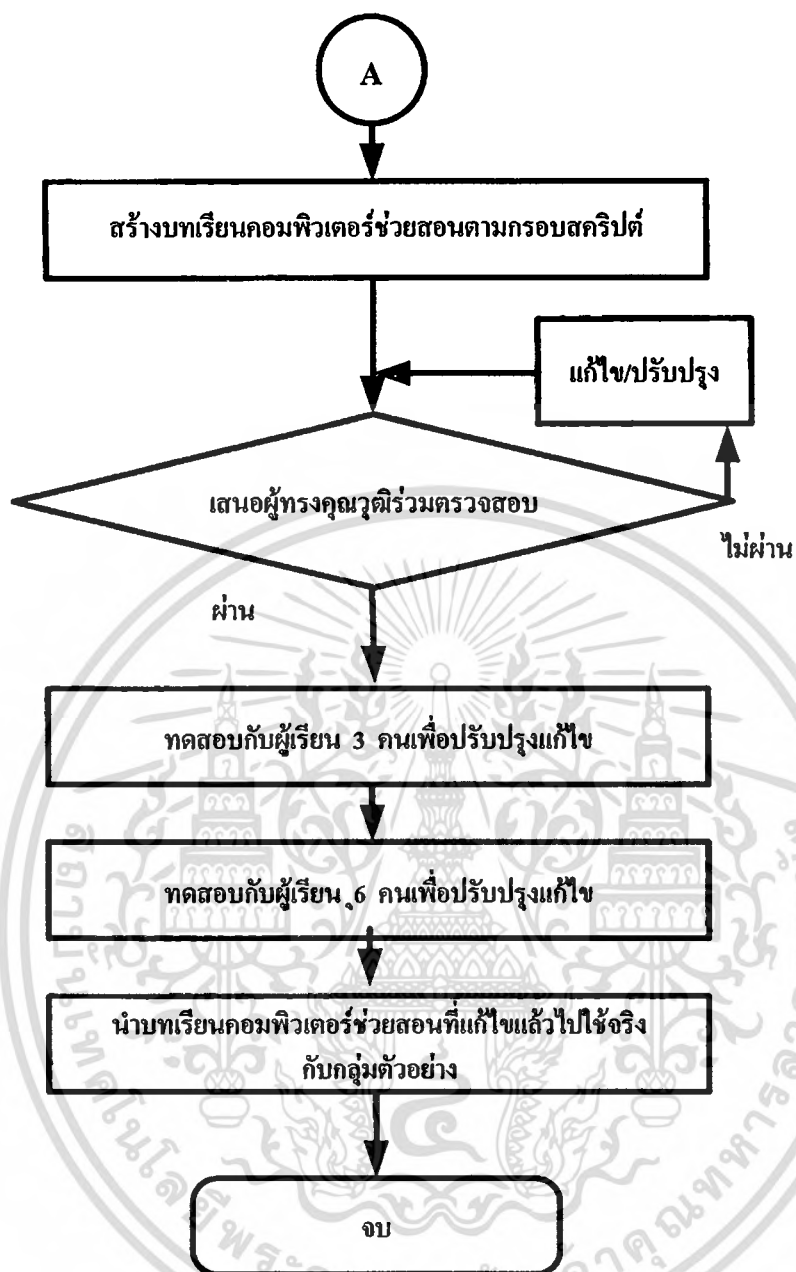 A
สร้างบทเรียนคอมพิวเตอร์ช่วยสอนตามกรอบสคริปต์
แก้ไข/ปรับปรุง
เสนอผู้ทรงคุณวุฒิร่วมตรวจสอบ
ไม่ผ่าน
ผ่าน
ทดสอบกับผู้เรียน 3 คนเพื่อปรับปรุงแก้ไข
ทดสอบกับผู้เรียน 6 คนเพื่อปรับปรุงแก้ไข
นำบทเรียนคอมพิวเตอร์ช่วยสอนที่แก้ไขแล้วไปใช้จริง
กับกลุ่มตัวอย่าง
จบ